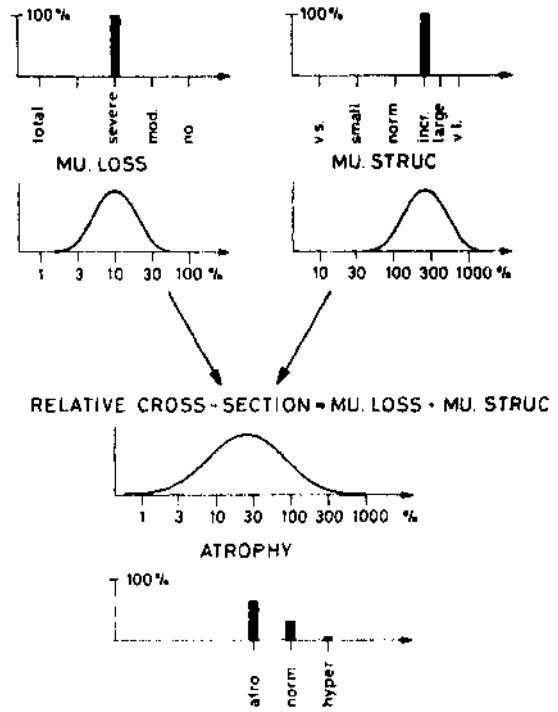 100%
total
severe
mod.
no
MU. LOSS
1 3 10 30 100 %
100%
v.s.
small
norm
incr.
large
v.l.
MU. STRUC
10 30 100 300 1000 %
RELATIVE CROSS-SECTION = MU. LOSS * MU. STRUC
1 3 10 30 100 300 1000 %
ATROPHY
100%
atro
norm
hyper